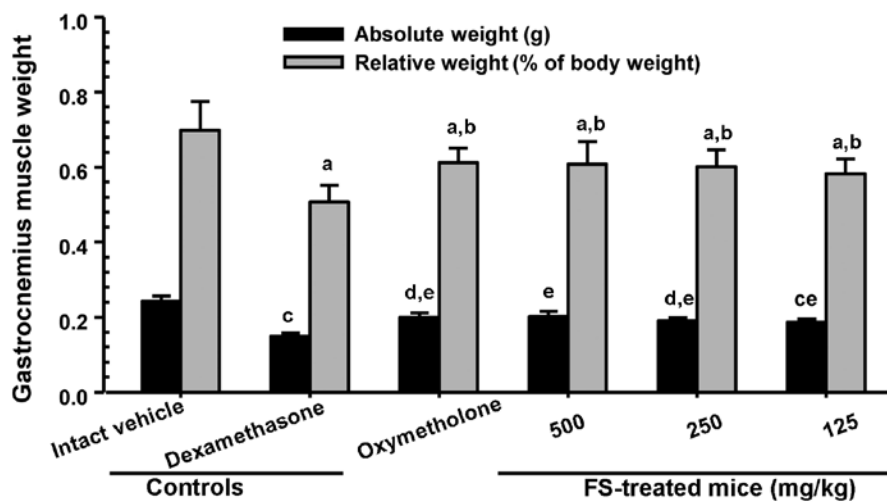 1.0
0.8
0.6
0.4
0.2
0.0
Gastrocnemius muscle weight
Absolute weight (g)
Relative weight (% of body weight)
a
a,b
a,b
a,b
a,b
c
d,e
e
d,e
ce
Intact vehicle
Dexamethasone
Oxymetholone
500
250
125
Controls
FS-treated mice (mg/kg)